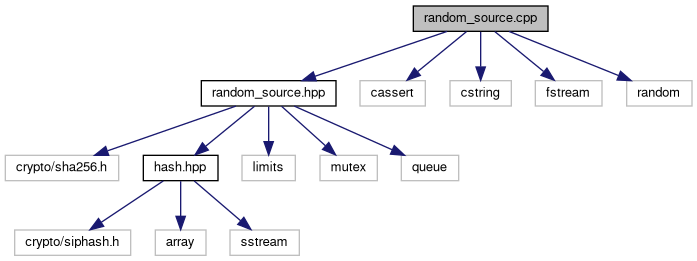 random_source.cpp
random_source.hpp
cassert
cstring
fstream
random
crypto/sha256.h
hash.hpp
limits
mutex
queue
crypto/siphash.h
array
sstream